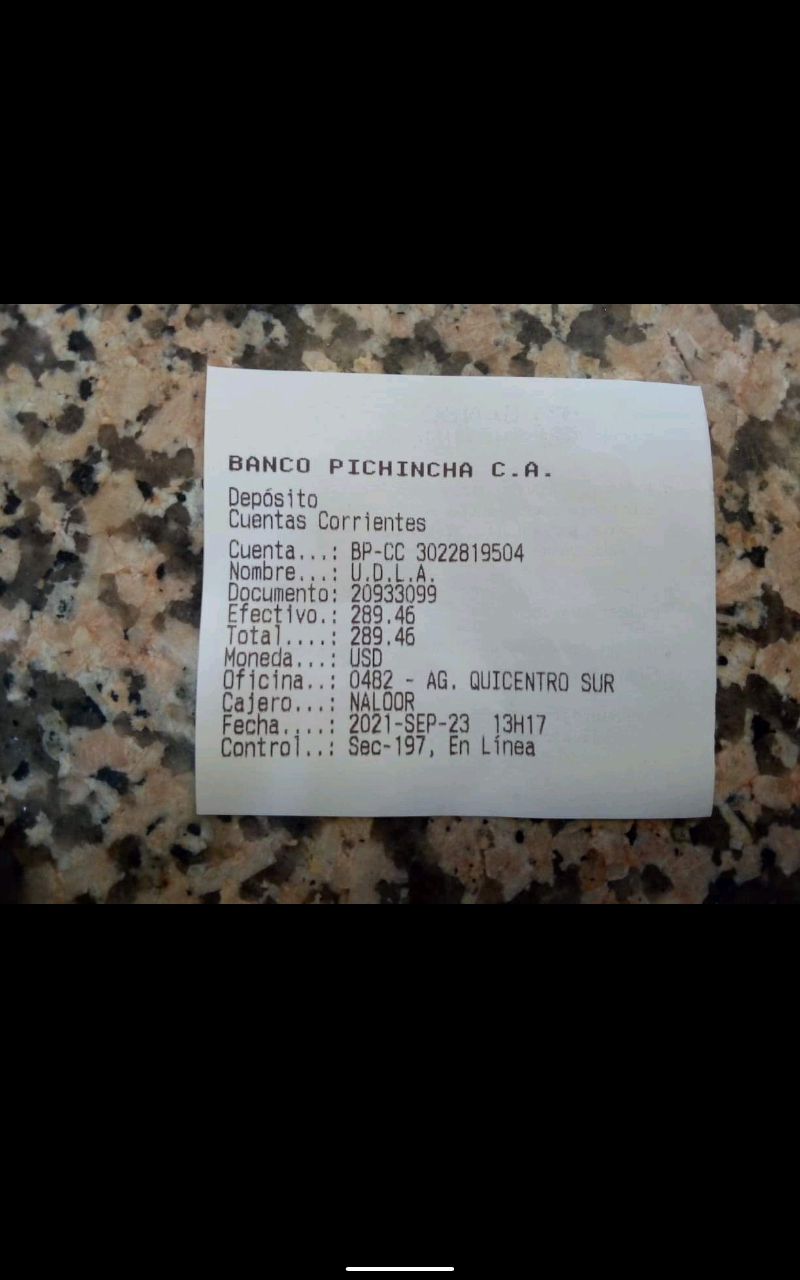 BANCO PICHINCHA C.A.
Depósito
Cuentas Corrientes
Cuenta...: BP-CC 3022819504
Nombre...: U.D.L.A.
Documento: 20933099
Efectivo.: 289.46
Total....: 289.46
Moneda...: USD
Oficina..: 0482 - AG. QUICENTRO SUR
Cajero...: NALOOR
Fecha....: 2021-SEP-23 13H17
Control..: Sec-197, En Línea